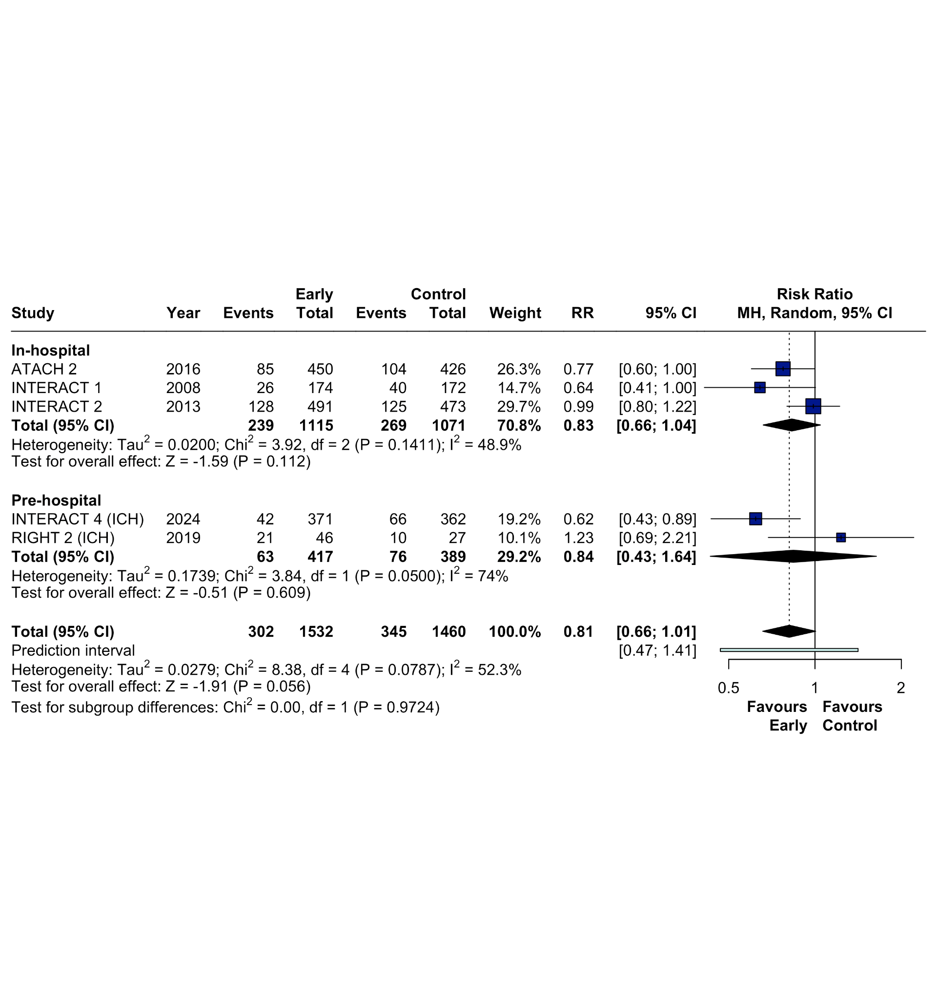 Early Control Risk Ratio
Study Year Events Total Events Total Weight RR 95% CI MH, Random, 95% CI
In-hospital
ATACH 2 2016 85 450 104 426 26.3% 0.77 [0.60; 1.00]
INTERACT 1 2008 26 174 40 172 14.7% 0.64 [0.41; 1.00]
INTERACT 2 2013 128 491 125 473 29.7% 0.99 [0.80; 1.22]
Total (95% CI) 239 1115 269 1071 70.8% 0.83 [0.66; 1.04]
Heterogeneity: Tau² = 0.0200; Chi² = 3.92, df = 2 (P = 0.1411); I² = 48.9%
Test for overall effect: Z = -1.59 (P = 0.112)
Pre-hospital
INTERACT 4 (ICH) 2024 42 371 66 362 19.2% 0.62 [0.43; 0.89]
RIGHT 2 (ICH) 2019 21 46 10 27 10.1% 1.23 [0.69; 2.21]
Total (95% CI) 63 417 76 389 29.2% 0.84 [0.43; 1.64]
Heterogeneity: Tau² = 0.1739; Chi² = 3.84, df = 1 (P = 0.0500); I² = 74%
Test for overall effect: Z = -0.51 (P = 0.609)
Total (95% CI) 302 1532 345 1460 100.0% 0.81 [0.66; 1.01]
Prediction interval [0.47; 1.41]
Heterogeneity: Tau² = 0.0279; Chi² = 8.38, df = 4 (P = 0.0787); I² = 52.3%
Test for overall effect: Z = -1.91 (P = 0.056)
Test for subgroup differences: Chi² = 0.00, df = 1 (P = 0.9724)
0.5 1 2
Favours Favours
Early Control